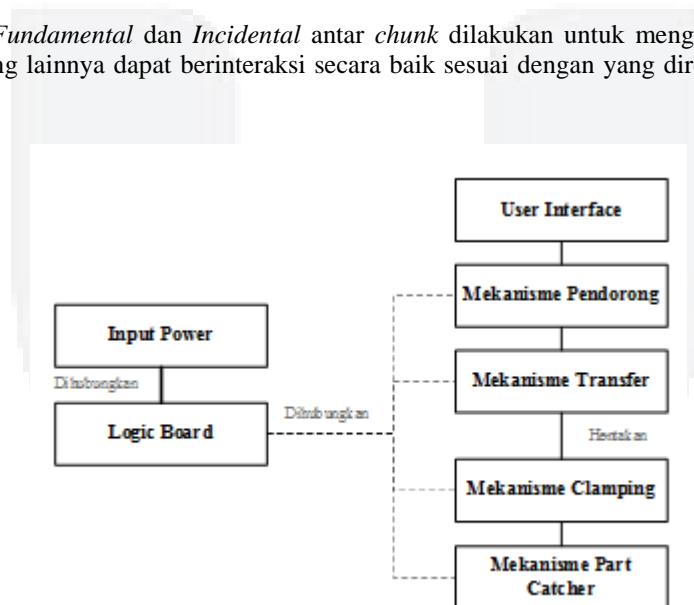 Fundamental dan Incidental antar chunk dilakukan untuk meng
ng lainnya dapat berinteraksi secara baik sesuai dengan yang dir
User Interface
Mekanisme Pendorong
Input Power
Mekanisme Transfer
Dihubungkan
Logic Board
Dihubungkan
Hentakan
Mekanisme Clamping
Mekanisme Part
Catcher